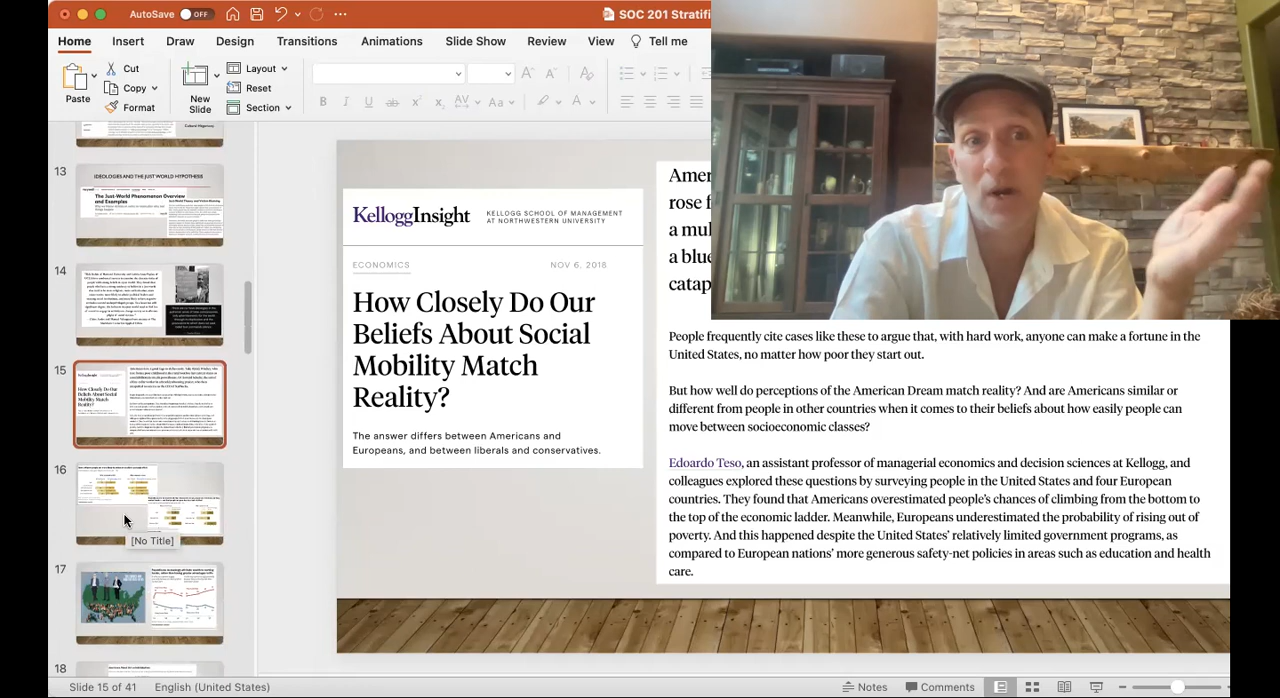 AutoSave OFF
SOC 201 Stratifi
Home Insert Draw Design Transitions Animations Slide Show Review View Tell me
Paste
Cut
Copy
Format
New
Slide
Layout
Reset
Section
13
IDEOLOGIES AND THE JUST WORLD HYPOTHESIS
The Just-World Phenomenon Overview
and Examples
14
15
16
[No Title]
17
18
KelloggInsight
KELLOGG SCHOOL OF MANAGEMENT
AT NORTHWESTERN UNIVERSITY
ECONOMICS NOV 6, 2018
How Closely Do Our
Beliefs About Social
Mobility Match
Reality?
The answer differs between Americans and
Europeans, and between liberals and conservatives.
Amer
rose f
a mul
a blue
catap
People frequently cite cases like these to argue that, with hard work, anyone can make a fortune in the
United States, no matter how poor they start out.
But how well do perceptions of the American Dream match reality? And are Americans similar or
different from people in other countries when it comes to their beliefs about how easily people can
move between socioeconomic classes?
Edoardo Teso, an assistant professor of managerial economics and decision sciences at Kellogg, and
colleagues explored these questions by surveying people in the United States and four European
countries. They found that Americans overestimated people's chances of climbing from the bottom to
the top of the economic ladder. Meanwhile, Europeans underestimated the probability of rising out of
poverty. And this happened despite the United States' relatively limited government programs, as
compared to European nations' more generous safety-net policies in areas such as education and health
care.
Slide 15 of 41 English (United States) Notes Comments